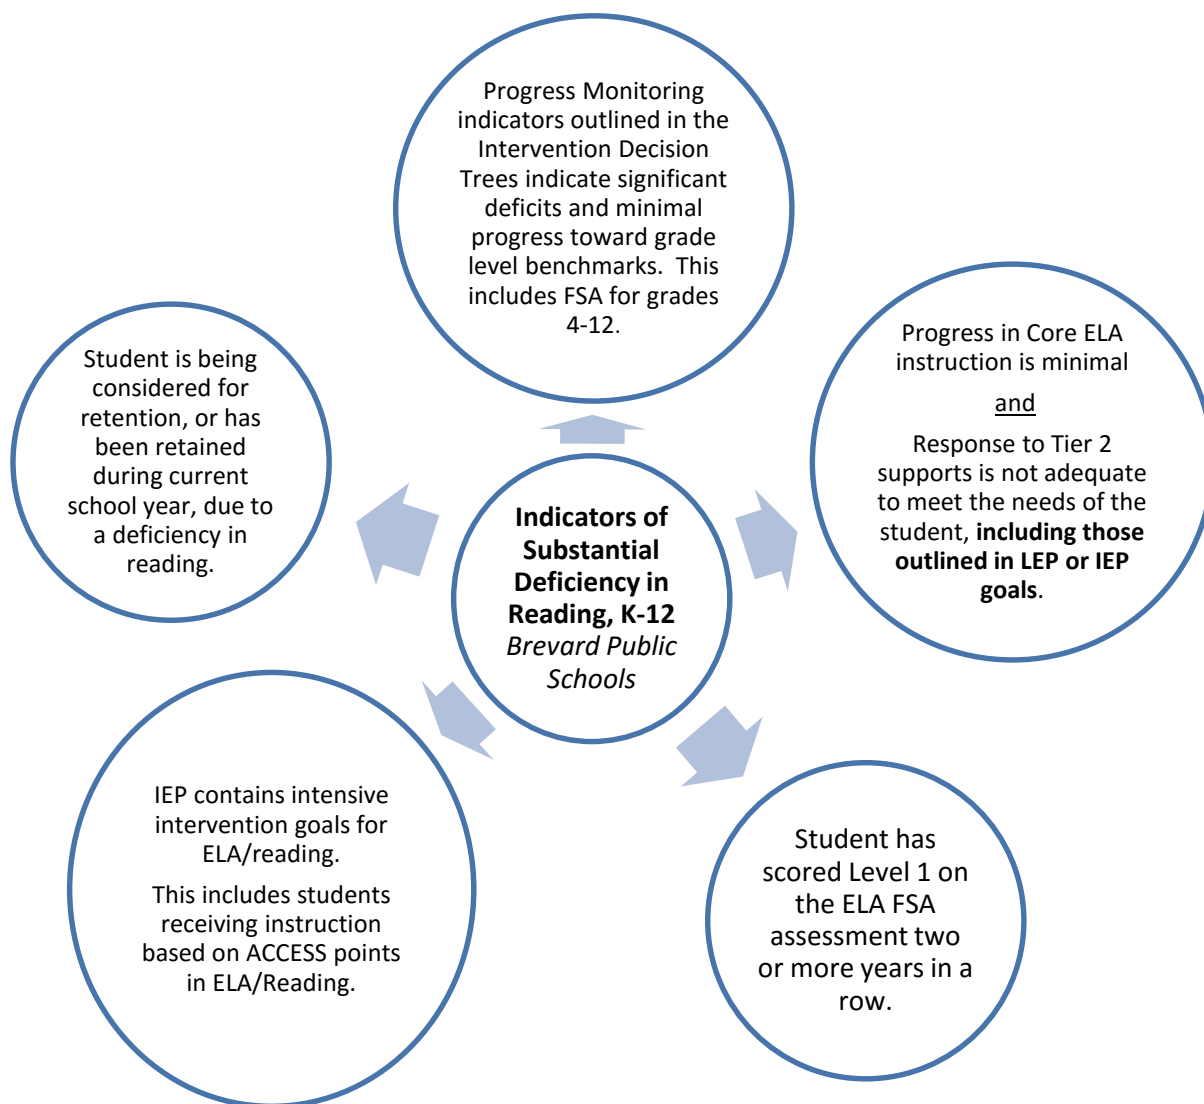 Progress Monitoring
indicators outlined in the
Intervention Decision
Trees indicate significant
deficits and minimal
progress toward grade
level benchmarks.  This
includes FSA for grades
4-12.
Progress in Core ELA
instruction is minimal
and
Response to Tier 2
supports is not adequate
to meet the needs of the
student, including those
outlined in LEP or IEP
goals.
Student is being
considered for
retention, or has
been retained
during current
school year, due to
a deficiency in
reading.
Indicators of
Substantial
Deficiency in
Reading, K-12
Brevard Public
Schools
IEP contains intensive
intervention goals for
ELA/reading.
This includes students
receiving instruction
based on ACCESS points
in ELA/Reading.
Student has
scored Level 1 on
the ELA FSA
assessment two
or more years in a
row.